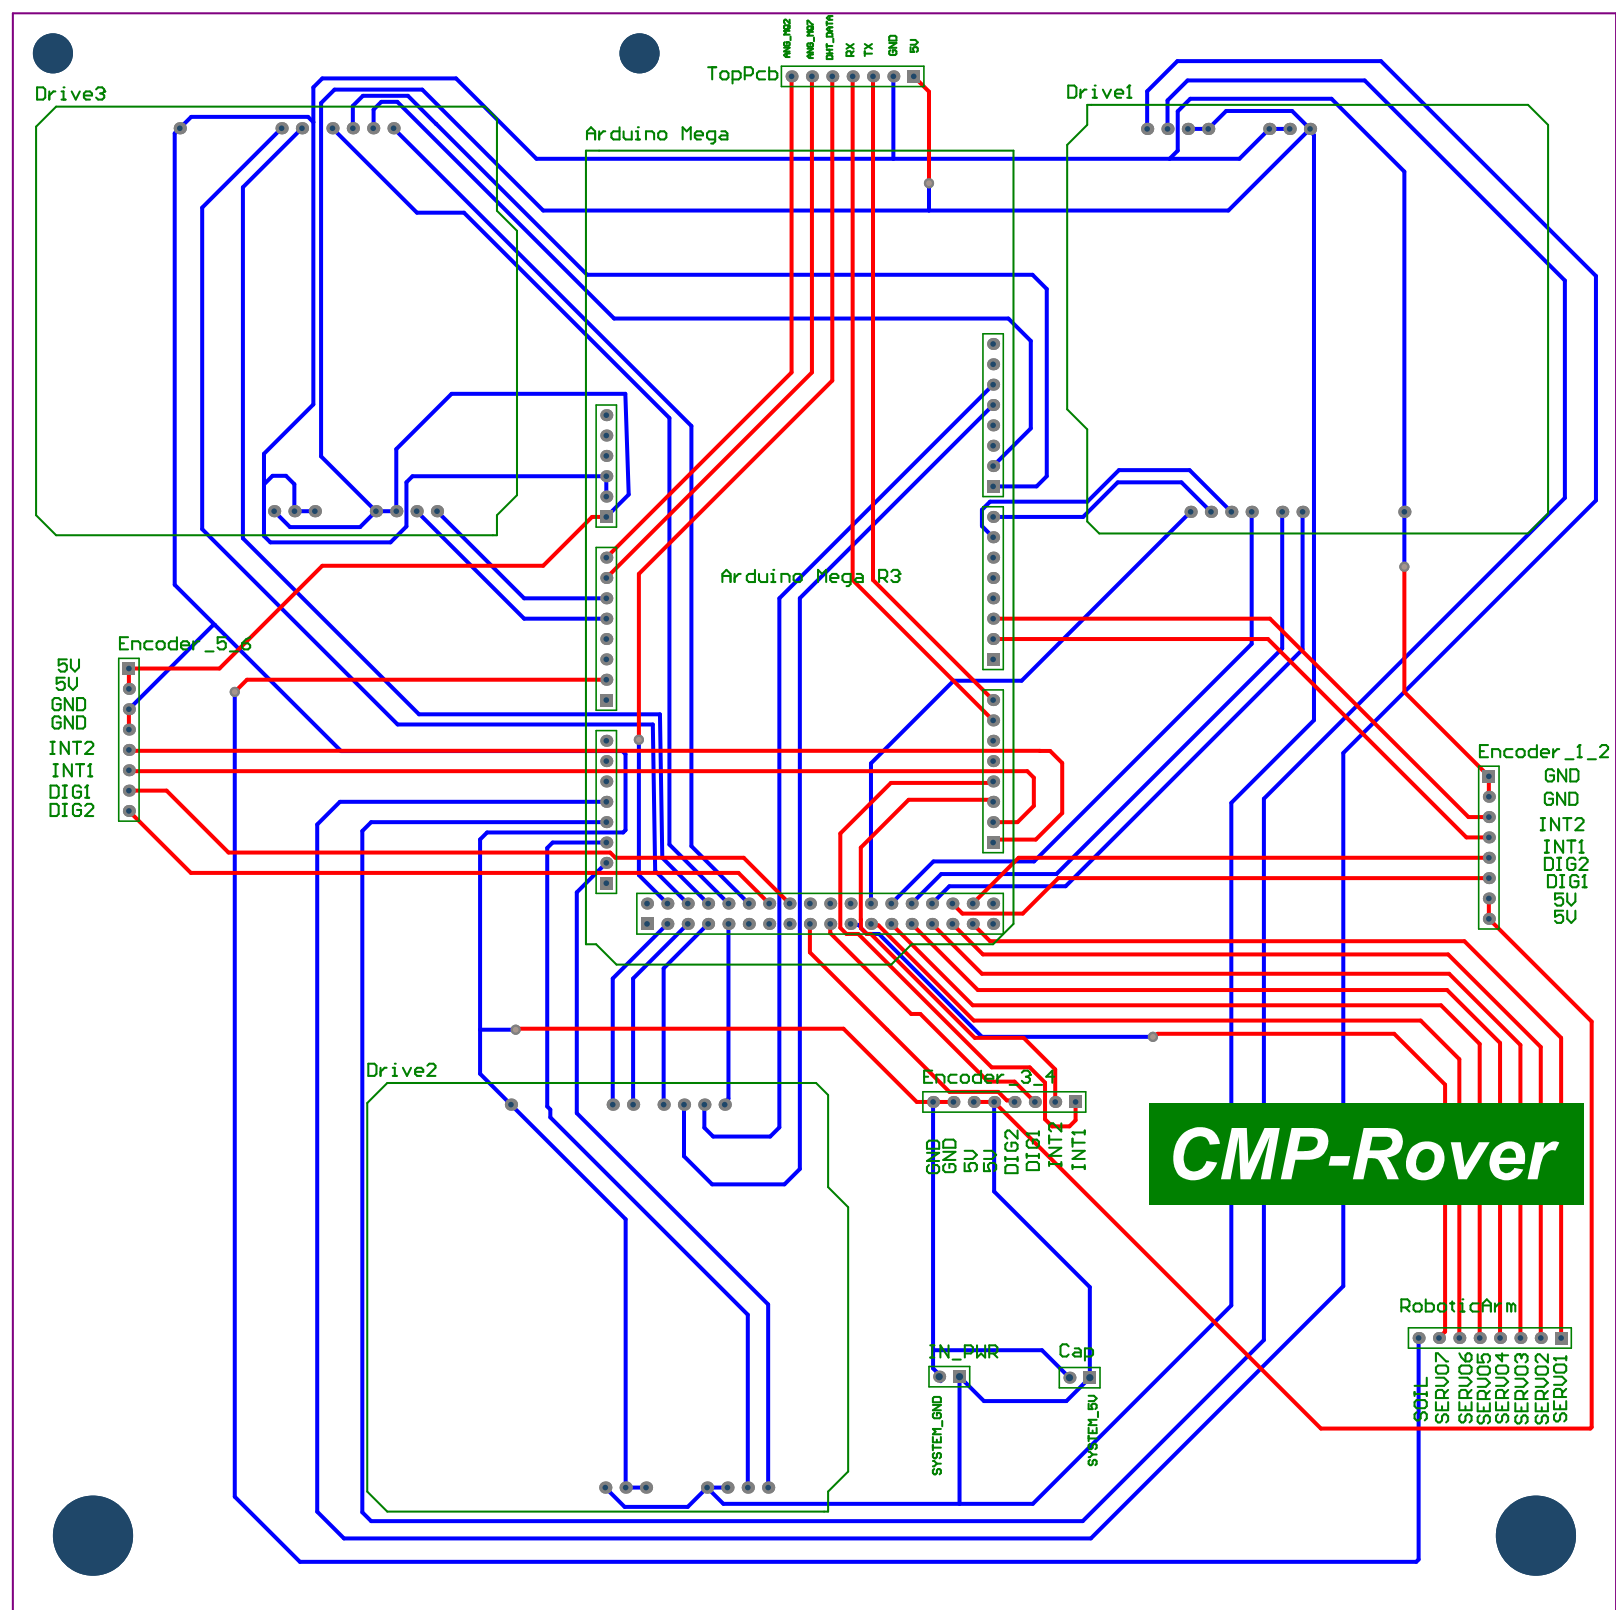 ANG_MQ2
ANG_MQ7
DHT_DATA
RX
TX
GND
5V
TopPcb
Drive3
Drive1
Arduino Mega
Arduino Mega R3
Encoder_5_6
5V
5V
GND
GND
INT2
INT1
DIG1
DIG2
Encoder_1_2
GND
GND
INT2
INT1
DIG2
DIG1
5V
5V
Drive2
Encoder_3_4
GND
GND
5V
5V
DIG2
DIG1
INT2
INT1
CMP-Rover
RoboticArm
SOIL
SERVO7
SERVO6
SERVO5
SERVO4
SERVO3
SERVO2
SERVO1
IN_PWR
Cap
SYSTEM_GND
SYSTEM_5V